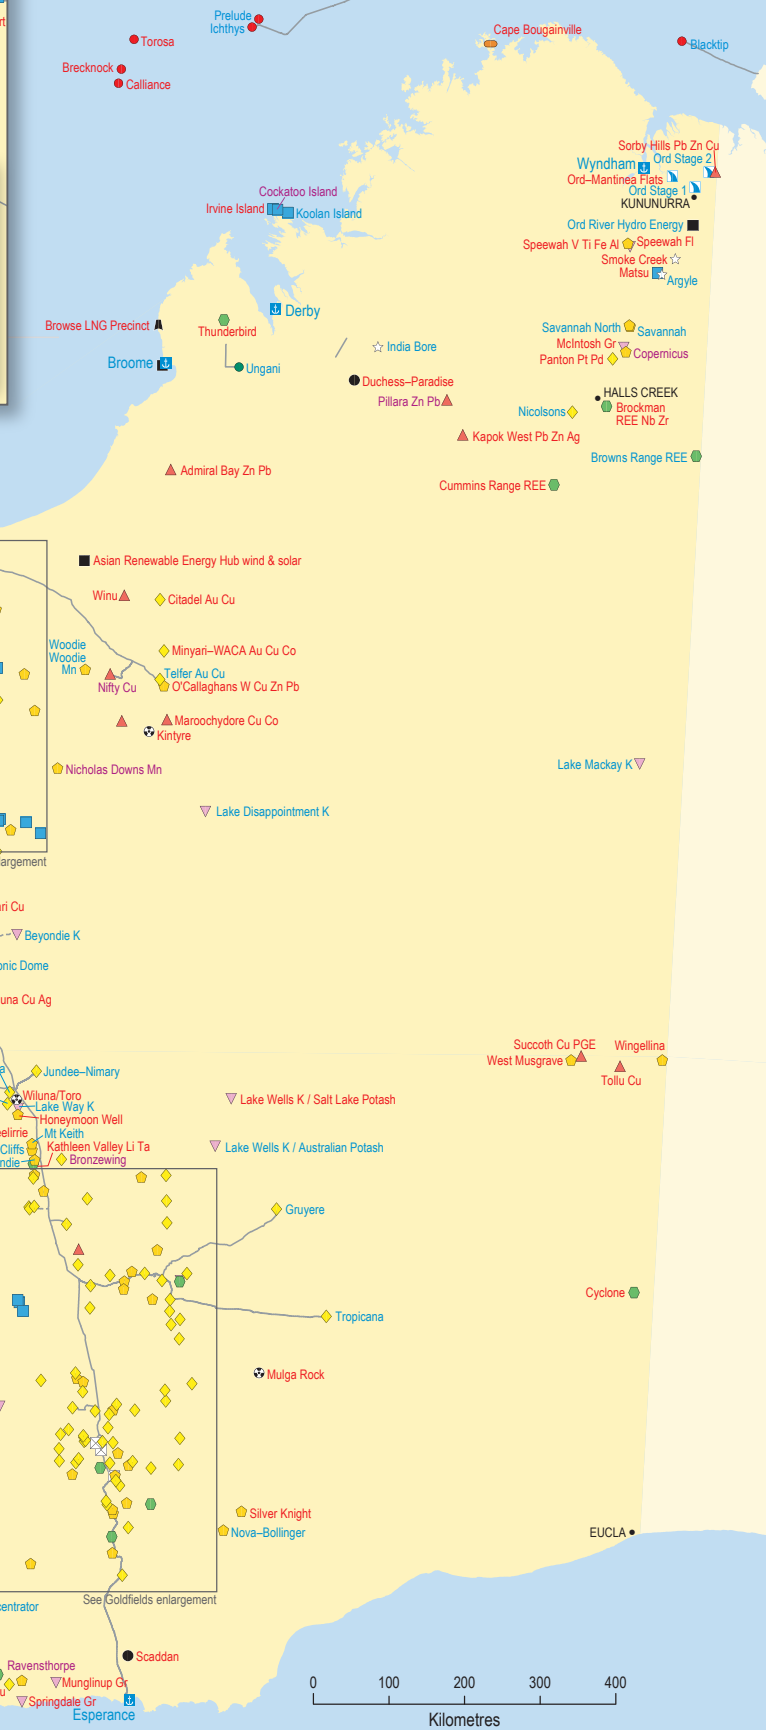 Prelude
Ichthys
Torosa
Cape Bougainville
Blacktip
Brecknock
Calliance
Sorby Hills Pb Zn Cu
Ord Stage 2
Wyndham
Ord–Mantinea Flats
Ord Stage 1
KUNUNURRA
Cockatoo Island
Irvine Island
Koolan Island
Ord River Hydro Energy
Speewah V Ti Fe Al
Speewah Fl
Smoke Creek
Matsu
Argyle
Derby
Browse LNG Precinct
Thunderbird
Savannah North
Savannah
McIntosh Gr
Copernicus
Panton Pt Pd
India Bore
Broome
Ungani
Duchess–Paradise
HALLS CREEK
Pillara Zn Pb
Nicolsons
Brockman
REE Nb Zr
Kapok West Pb Zn Ag
Browns Range REE
Admiral Bay Zn Pb
Cummins Range REE
Asian Renewable Energy Hub wind & solar
Winu
Citadel Au Cu
Woodie
Woodie
Mn
Minyari–WACA Au Cu Co
Telfer Au Cu
Nifty Cu
O'Callaghans W Cu Zn Pb
Maroochydore Cu Co
Kintyre
Nicholas Downs Mn
Lake Mackay K
Lake Disappointment K
largement
ri Cu
Beyondie K
onic Dome
una Cu Ag
Succoth Cu PGE
Wingellina
West Musgrave
Tollu Cu
Jundee–Nimary
Wiluna/Toro
Lake Way K
Honeymoon Well
Lake Wells K / Salt Lake Potash
eelirrie
Mt Keith
Cliffs
Kathleen Valley Li Ta
Lake Wells K / Australian Potash
ndie
Bronzewing
Gruyere
Cyclone
Tropicana
Mulga Rock
Silver Knight
Nova–Bollinger
EUCLA
See Goldfields enlargement
centrator
Scaddan
Ravensthorpe
Munglinup Gr
Springdale Gr
Esperance
0 100 200 300 400
Kilometres